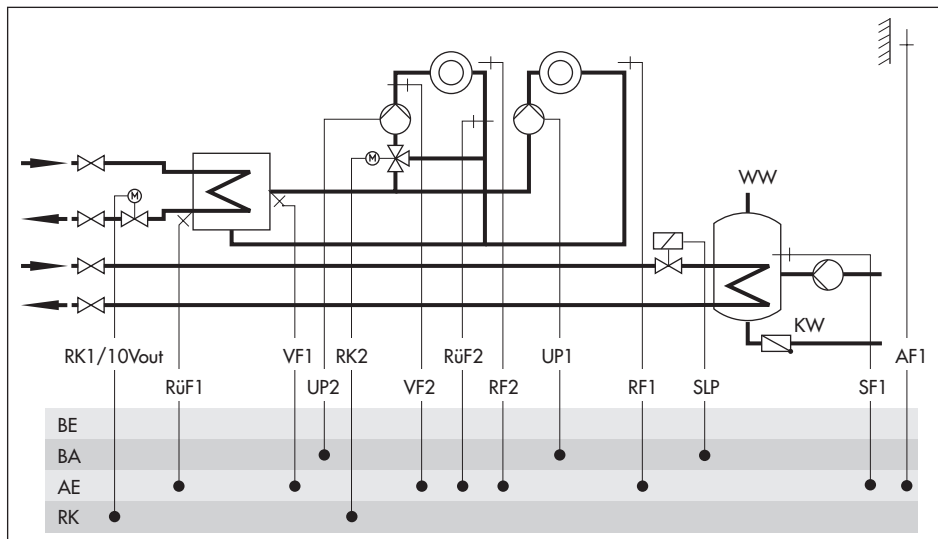 M
M
WW
KW
RK1/10Vout VF1 RK2 RüF2 UP1 AF1
RüF1 UP2 VF2 RF2 RF1 SLP SF1
BE
BA
AE
RK